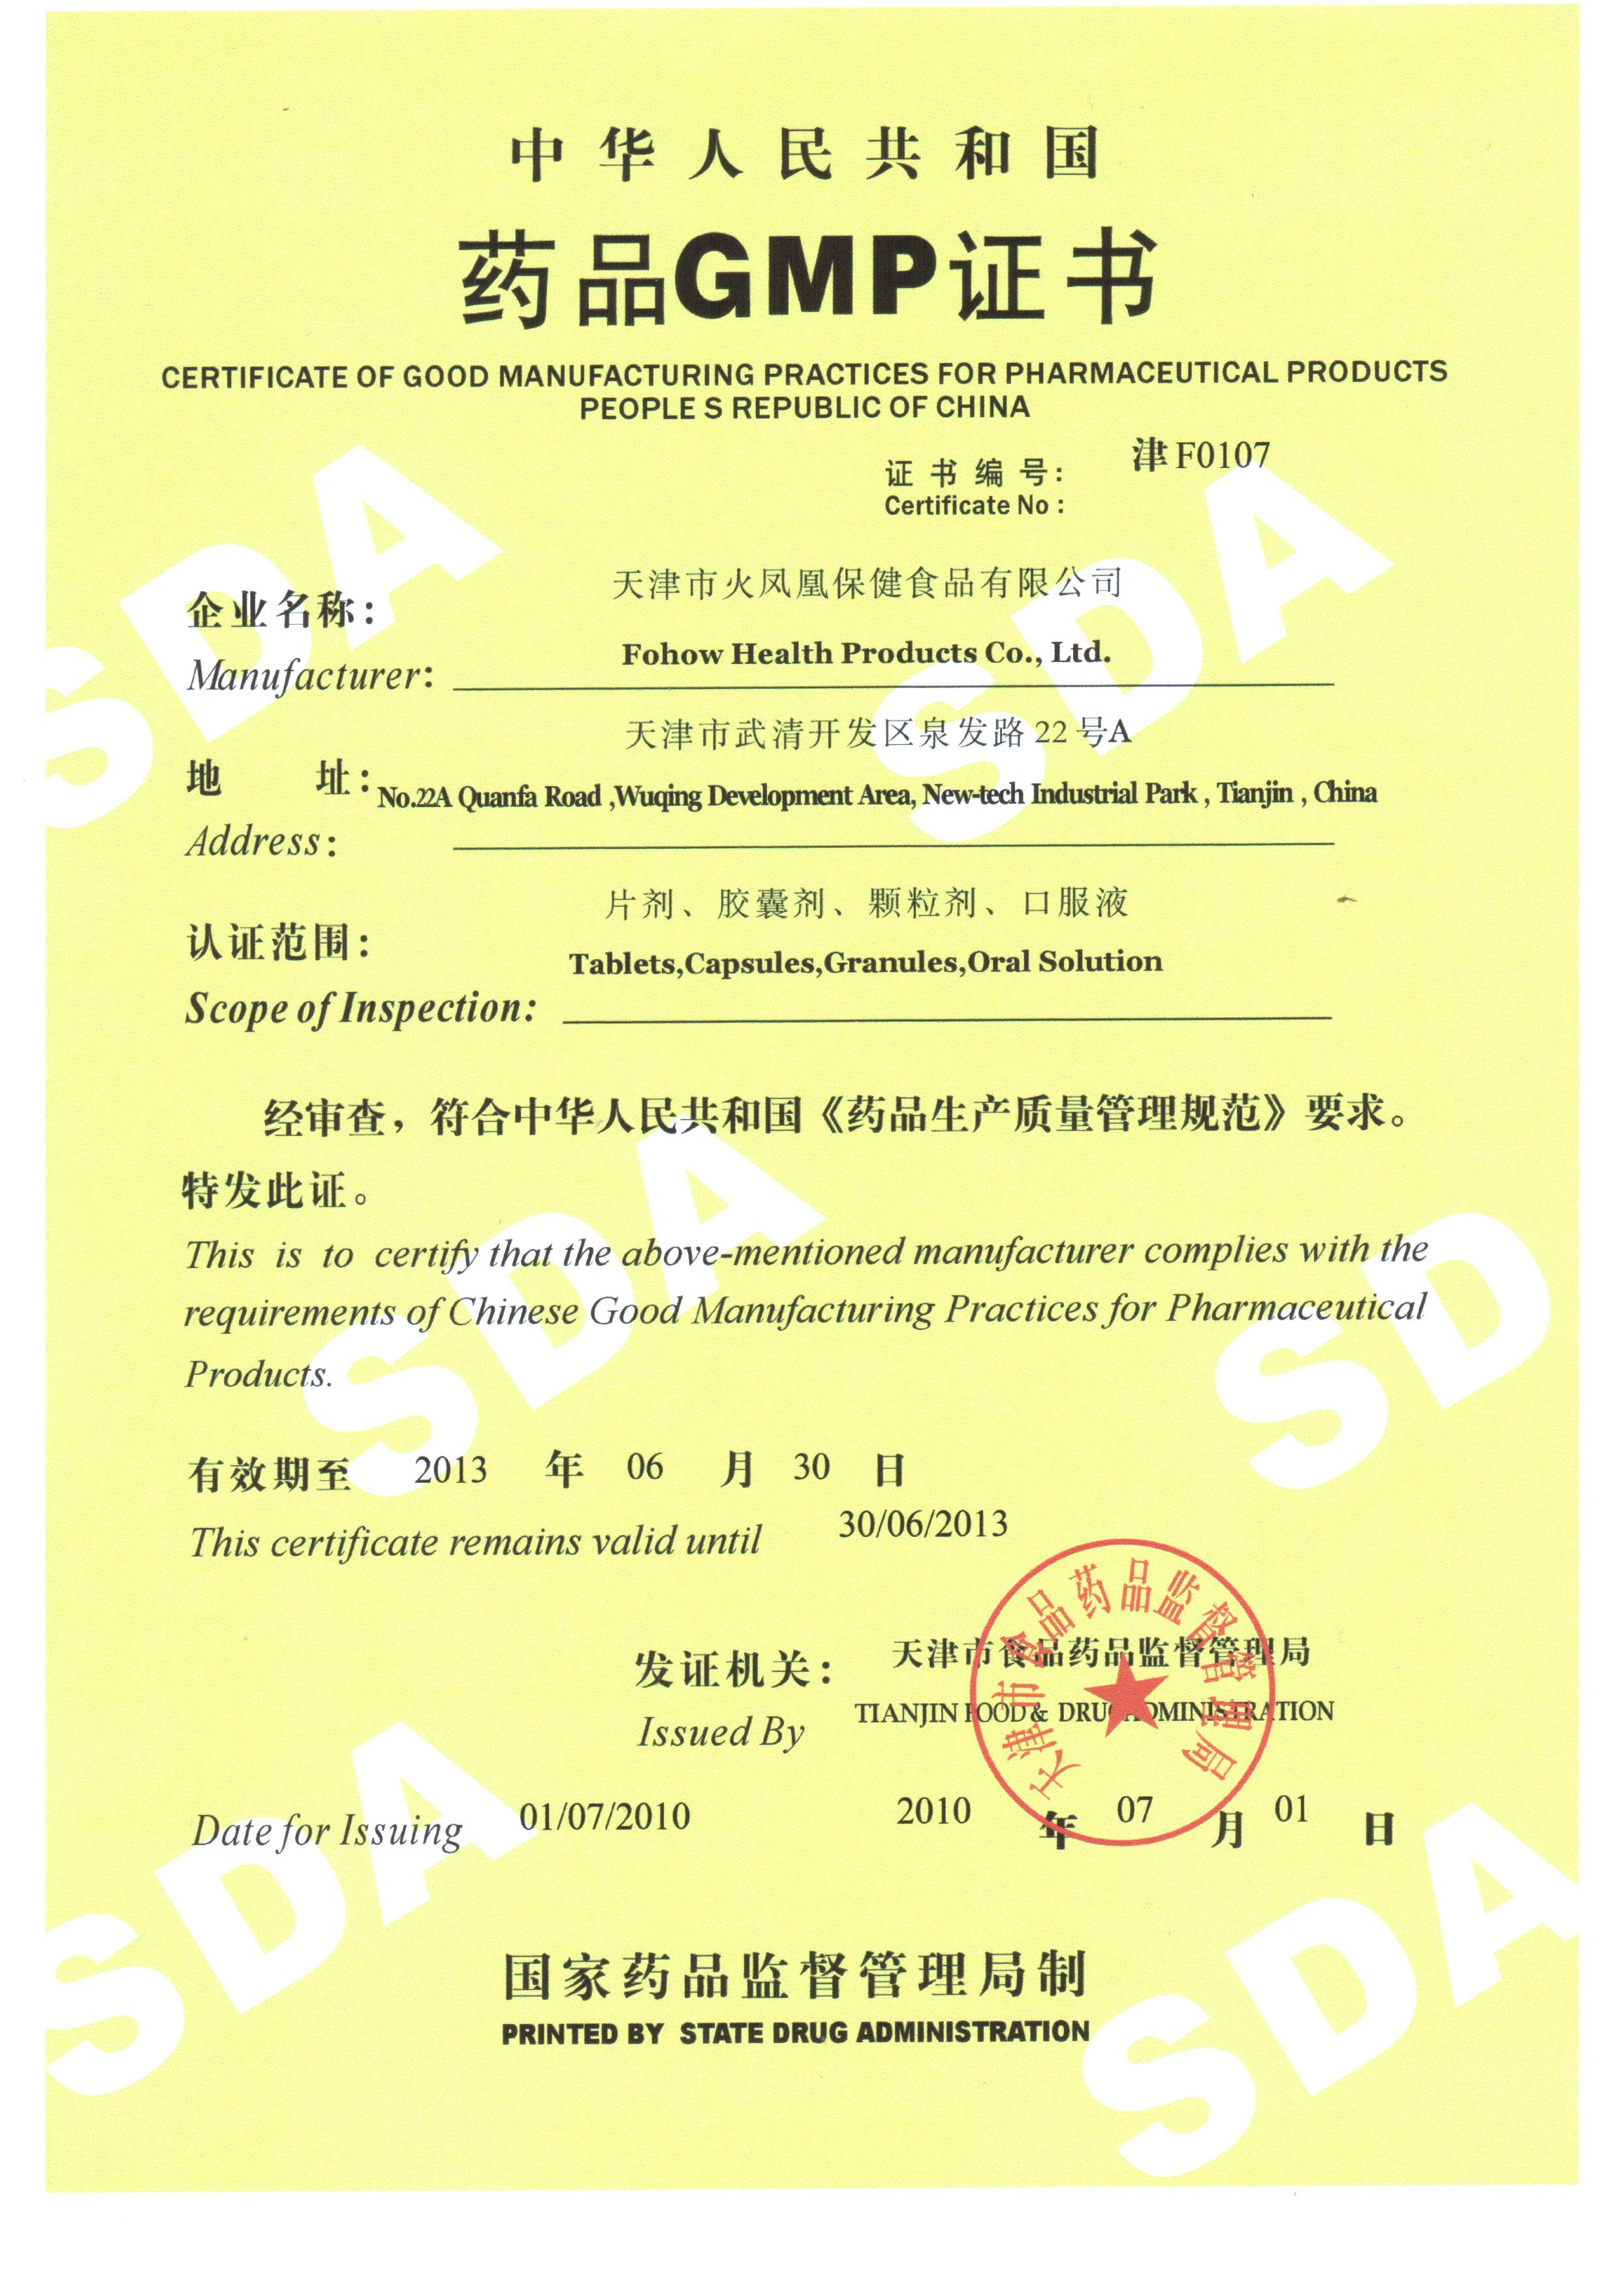 中华人民共和国
药品GMP证书
CERTIFICATE OF GOOD MANUFACTURING PRACTICES FOR PHARMACEUTICAL PRODUCTS
PEOPLE S REPUBLIC OF CHINA
证书编号: 津F0107
Certificate No :
天津市火凤凰保健食品有限公司
企业名称:
Fohow Health Products Co., Ltd.
Manufacturer:
天津市武清开发区泉发路 22 号A
地 址:
No.22A Quanfa Road ,Wuqing Development Area, New-tech Industrial Park , Tianjin , China
Address:
片剂、胶囊剂、颗粒剂、口服液
认证范围:
Tablets,Capsules,Granules,Oral Solution
Scope of Inspection:
经审查，符合中华人民共和国《药品生产质量管理规范》要求。
特发此证。
This is to certify that the above-mentioned manufacturer complies with the
requirements of Chinese Good Manufacturing Practices for Pharmaceutical
Products.
有效期至 2013 年 06 月 30 日
This certificate remains valid until 30/06/2013
发证机关: 天津市食品药品监督管理局
Issued By TIANJIN FOOD & DRUG ADMINISTRATION
天津市食品药品监督管理局
Date for Issuing 01/07/2010 2010 年 07 月 01 日
国家药品监督管理局制
PRINTED BY STATE DRUG ADMINISTRATION
SDA
SDA
SDA
SD
SDA
SDA